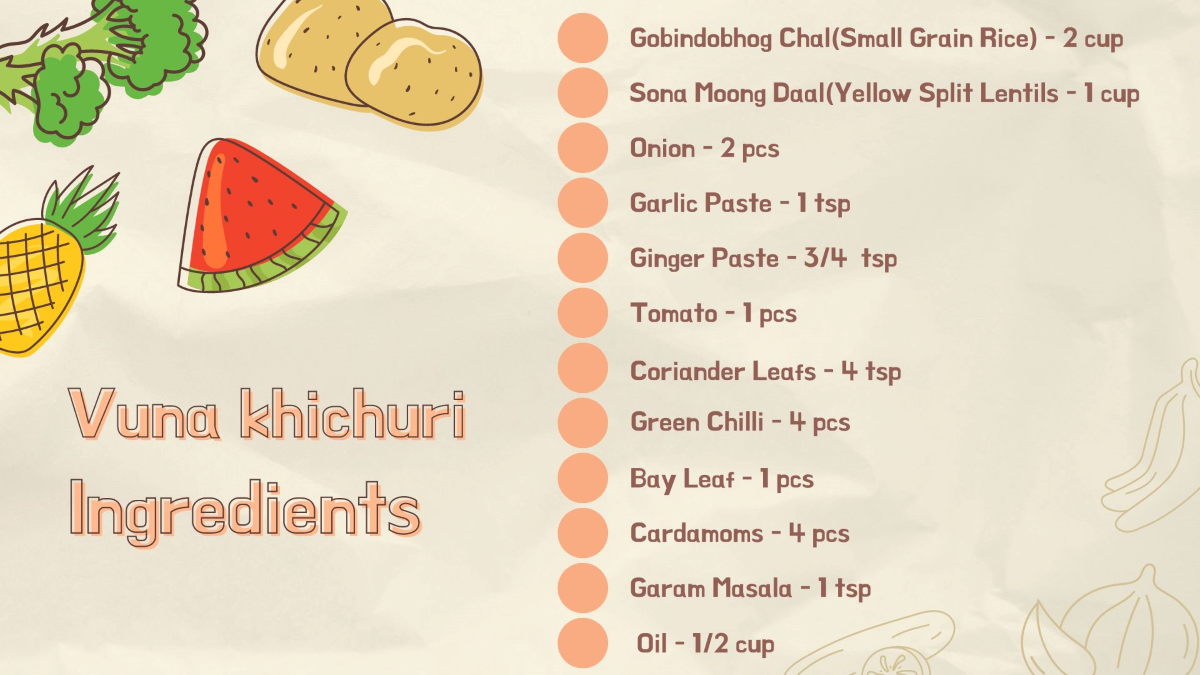 Vuna khichuri
Ingredients
Gobindobhog Chal(Small Grain Rice) - 2 cup
Sona Moong Daal(Yellow Split Lentils - 1 cup
Onion - 2 pcs
Garlic Paste - 1 tsp
Ginger Paste - 3/4 tsp
Tomato - 1 pcs
Coriander Leafs - 4 tsp
Green Chilli - 4 pcs
Bay Leaf - 1 pcs
Cardamoms - 4 pcs
Garam Masala - 1 tsp
Oil - 1/2 cup